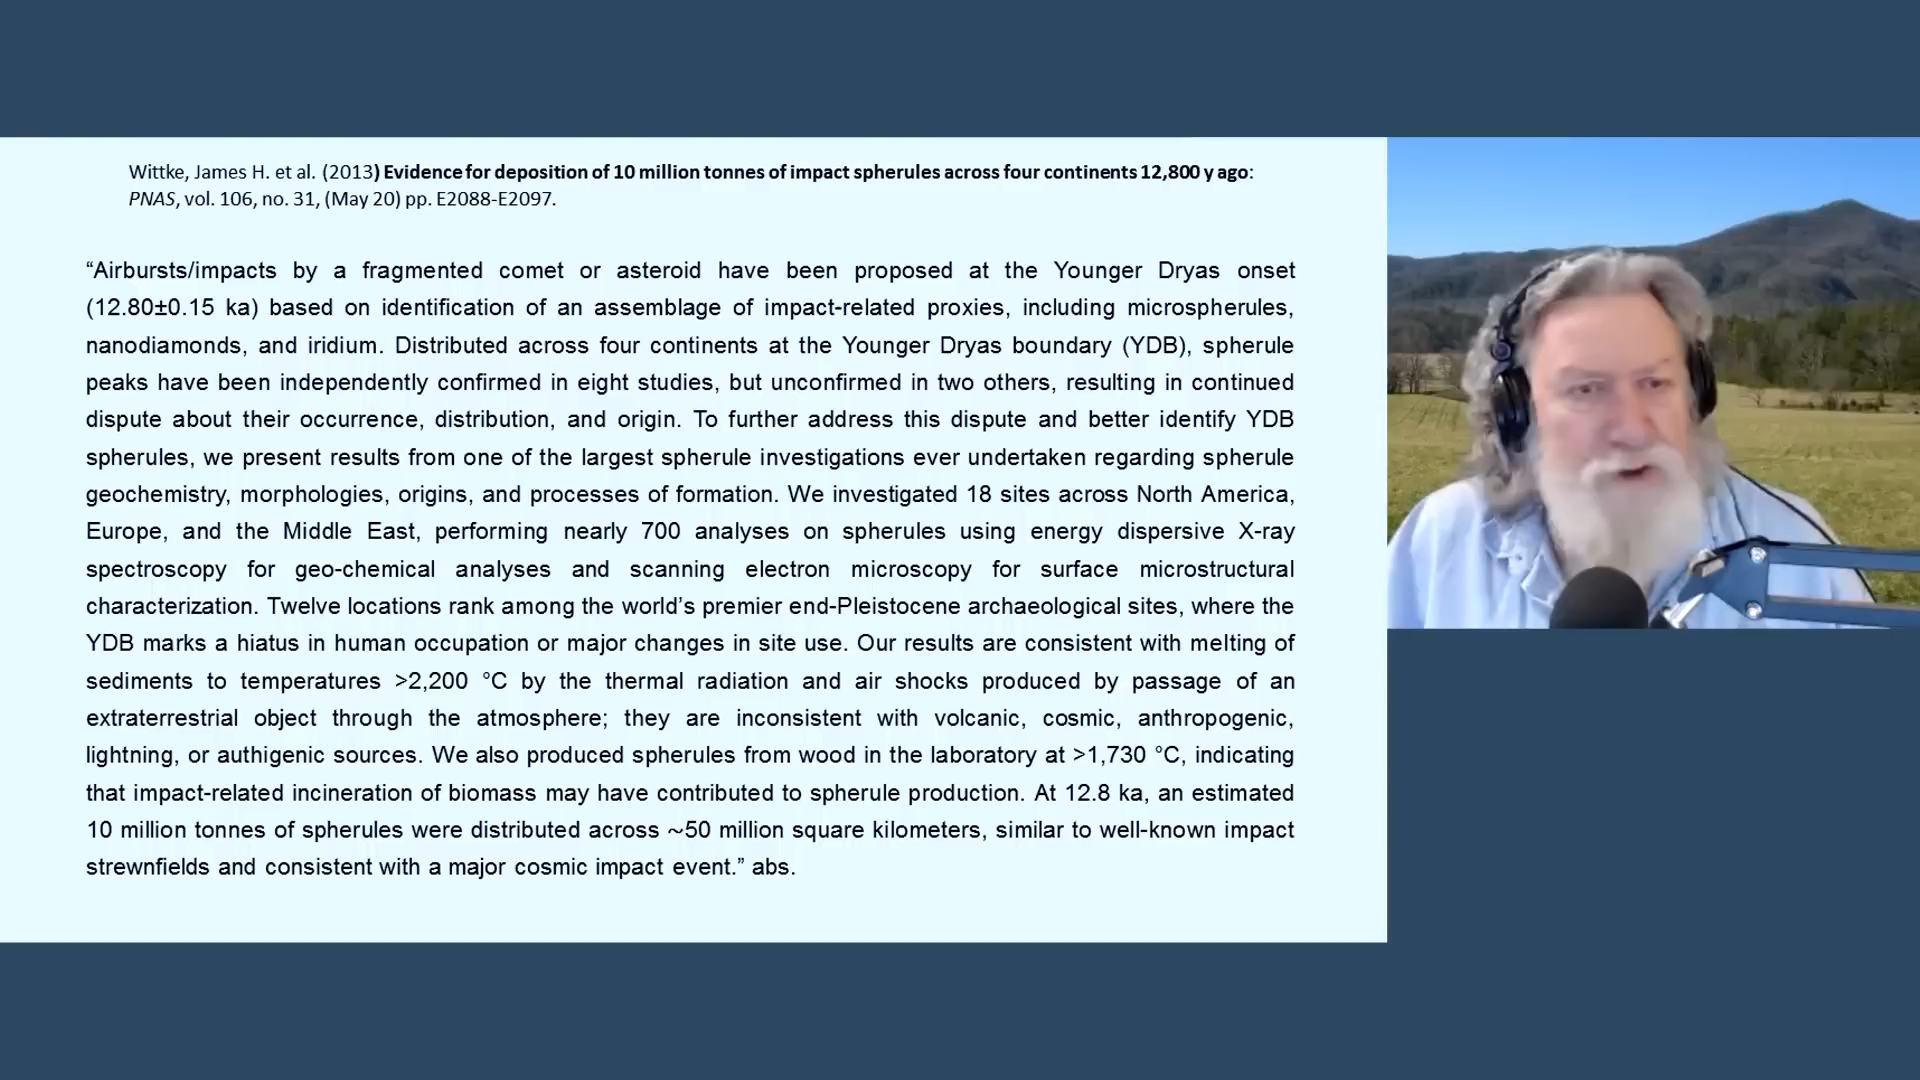 Wittke, James H. et al. (2013) Evidence for deposition of 10 million tonnes of impact spherules across four continents 12,800 y ago:
PNAS, vol. 106, no. 31, (May 20) pp. E2088-E2097.
“Airbursts/impacts by a fragmented comet or asteroid have been proposed at the Younger Dryas onset
(12.80±0.15 ka) based on identification of an assemblage of impact-related proxies, including microspherules,
nanodiamonds, and iridium. Distributed across four continents at the Younger Dryas boundary (YDB), spherule
peaks have been independently confirmed in eight studies, but unconfirmed in two others, resulting in continued
dispute about their occurrence, distribution, and origin. To further address this dispute and better identify YDB
spherules, we present results from one of the largest spherule investigations ever undertaken regarding spherule
geochemistry, morphologies, origins, and processes of formation. We investigated 18 sites across North America,
Europe, and the Middle East, performing nearly 700 analyses on spherules using energy dispersive X-ray
spectroscopy for geo-chemical analyses and scanning electron microscopy for surface microstructural
characterization. Twelve locations rank among the world’s premier end-Pleistocene archaeological sites, where the
YDB marks a hiatus in human occupation or major changes in site use. Our results are consistent with melting of
sediments to temperatures >2,200 °C by the thermal radiation and air shocks produced by passage of an
extraterrestrial object through the atmosphere; they are inconsistent with volcanic, cosmic, anthropogenic,
lightning, or authigenic sources. We also produced spherules from wood in the laboratory at >1,730 °C, indicating
that impact-related incineration of biomass may have contributed to spherule production. At 12.8 ka, an estimated
10 million tonnes of spherules were distributed across ~50 million square kilometers, similar to well-known impact
strewnfields and consistent with a major cosmic impact event.” abs.